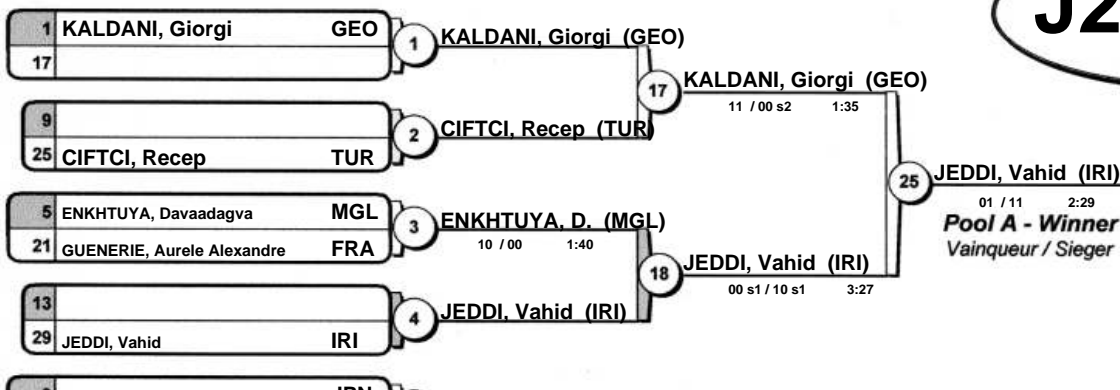 J2
1 KALDANI, Giorgi GEO
17
1
KALDANI, Giorgi (GEO)
17
KALDANI, Giorgi (GEO)
11 / 00 s2 1:35
9
25 CIFTCI, Recep TUR
2
CIFTCI, Recep (TUR)
25
JEDDI, Vahid (IRI)
01 / 11 2:29
Pool A - Winner
Vainqueur / Sieger
5 ENKHTUYA, Davaadagva MGL
21 GUENERIE, Aurele Alexandre FRA
3
ENKHTUYA, D. (MGL)
10 / 00 1:40
18
JEDDI, Vahid (IRI)
00 s1 / 10 s1 3:27
13
29 JEDDI, Vahid IRI
4
JEDDI, Vahid (IRI)